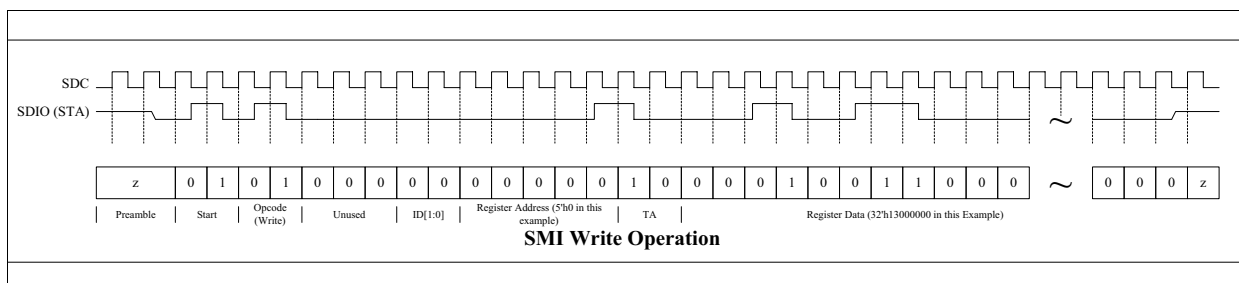 SDC
SDIO (STA)
~
z 0 1 0 1 0 0 0 0 0 0 0 0 0 0 1 0 0 0 0 1 0 0 1 1 0 0 0 ~ 0 0 0 z
Preamble Start Opcode (Write) Unused ID[1:0] Register Address (5'h0 in this example) TA Register Data (32'h13000000 in this Example)
SMI Write Operation